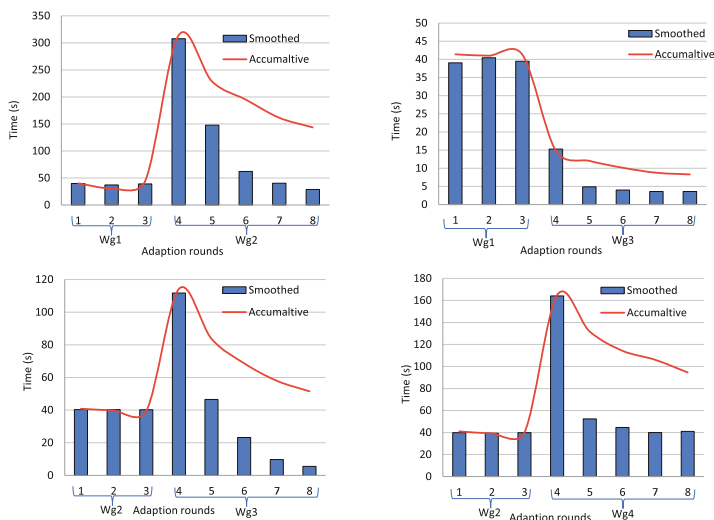 350
300
250
200
150
100
50
0
Time (s)
Smoothed
Accumaltive
1 2 3 4 5 6 7 8
Wg1 Wg2
Adaption rounds
50
45
40
35
30
25
20
15
10
5
0
Time (s)
Smoothed
Accumaltive
1 2 3 4 5 6 7 8
Wg1 Wg3
Adaption rounds
120
100
80
60
40
20
0
Time (s)
Smoothed
Accumaltive
1 2 3 4 5 6 7 8
Wg2 Adaption rounds Wg3
180
160
140
120
100
80
60
40
20
0
Time (s)
Smoothed
Accumaltive
1 2 3 4 5 6 7 8
Wg2 Wg4
Adaption rounds